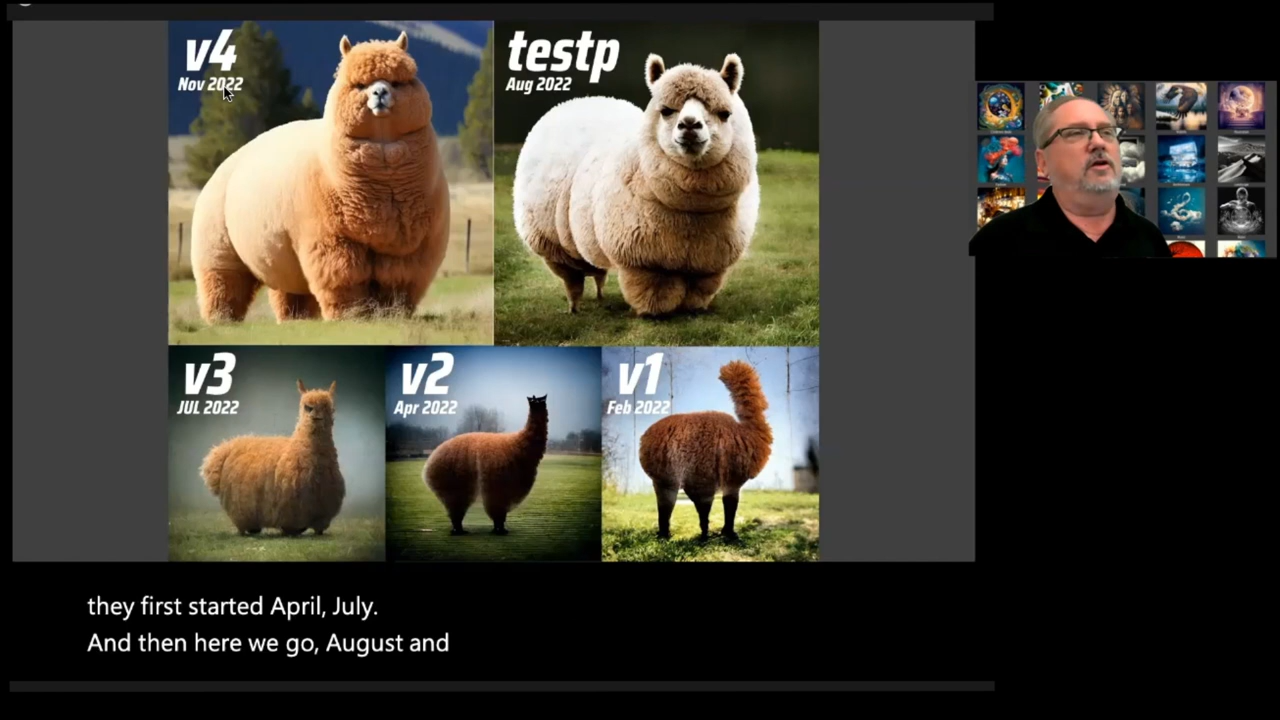 v4
Nov 2022
testp
Aug 2022
v3
JUL 2022
v2
Apr 2022
v1
Feb 2022
they first started April, July.
And then here we go, August and